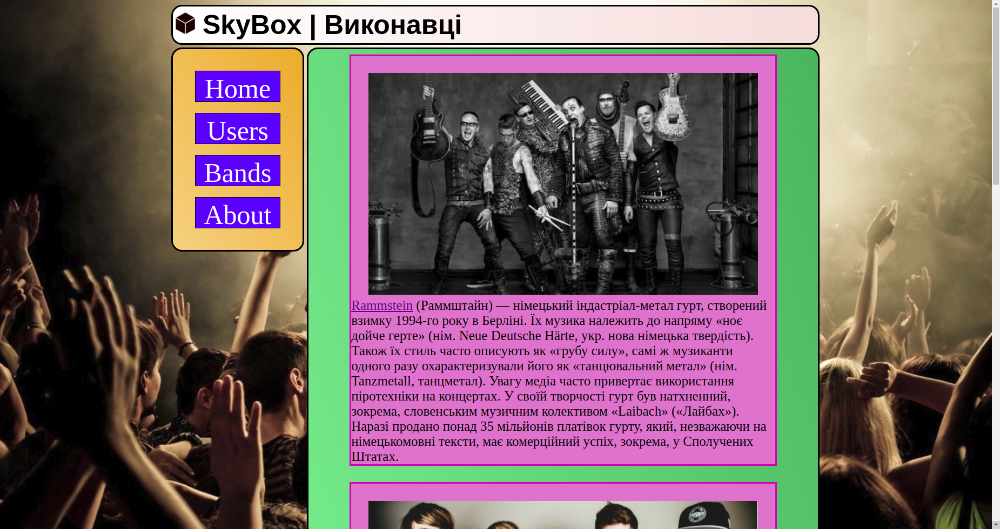 SkyBox | Виконавці
Home
Users
Bands
About
Rammstein (Раммштайн) — німецький індастріал-метал гурт, створений
взимку 1994-го року в Берліні. Їх музика належить до напряму «ноє
дойче герте» (нім. Neue Deutsche Härte, укр. нова німецька твердість).
Також їх стиль часто описують як «грубу силу», самі ж музиканти
одного разу охарактеризували його як «танцювальний метал» (нім.
Tanzmetall, танцметал). Увагу медіа часто привертає використання
піротехніки на концертах. У своїй творчості гурт був натхненний,
зокрема, словенським музичним колективом «Laibach» («Лайбах»).
Наразі продано понад 35 мільйонів платівок гурту, який, незважаючи на
німецькомовні тексти, має комерційний успіх, зокрема, у Сполучених
Штатах.